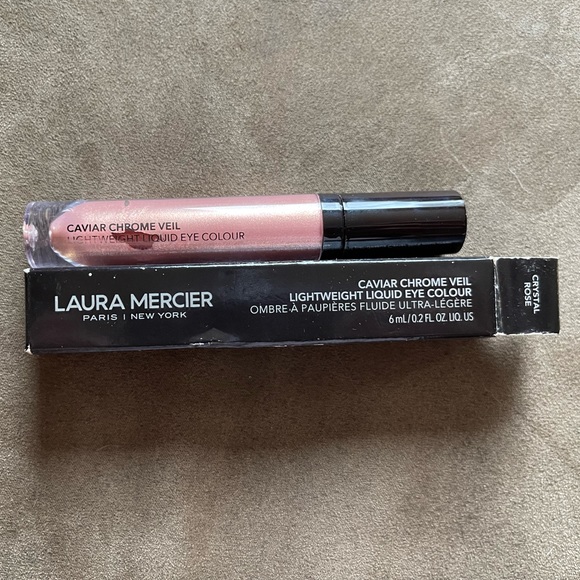 CAVIAR CHROME VEIL
LIGHTWEIGHT LIQUID EYE COLOUR
LAURA MERCIER
PARIS | NEW YORK
CAVIAR CHROME VEIL
LIGHTWEIGHT LIQUID EYE COLOUR
OMBRE À PAUPIÈRES FLUIDE ULTRA-LÉGÈRE
6 mL/0.2 FL. OZ. LIQ. US
CRYSTAL
ROSE